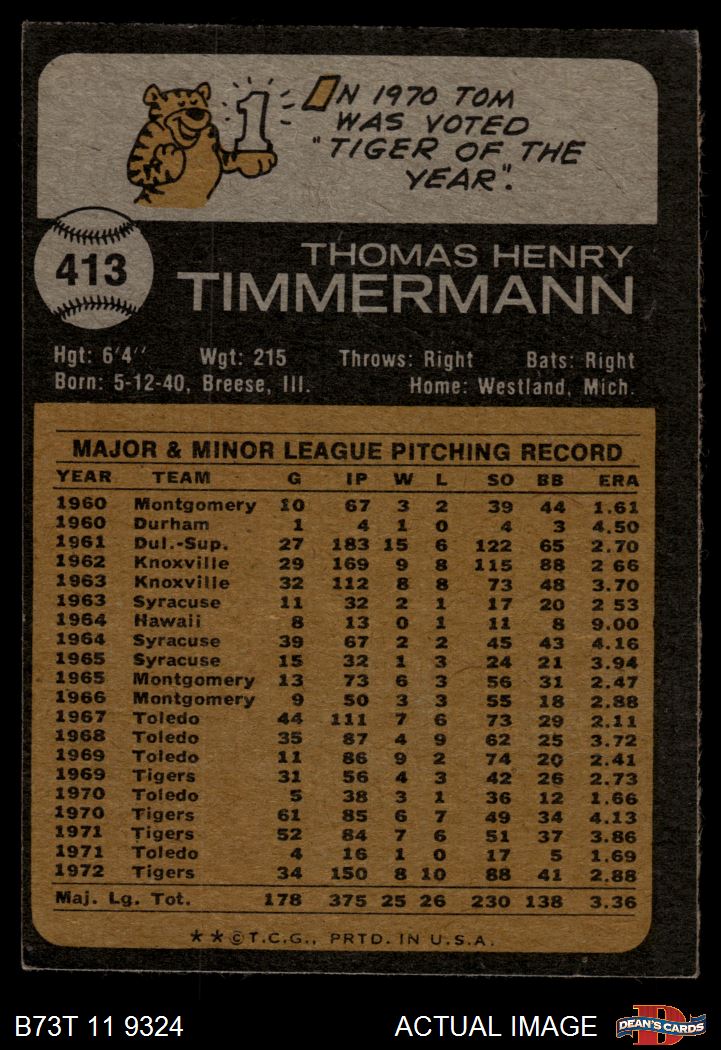 1
IN 1970 TOM
WAS VOTED
"TIGER OF THE
YEAR".
413
THOMAS HENRY
TIMMERMANN
Hgt: 6'4" Wgt: 215 Throws: Right Bats: Right
Born: 5-12-40, Breese, Ill. Home: Westland, Mich.
MAJOR & MINOR LEAGUE PITCHING RECORD
YEAR TEAM G IP W L SO BB ERA
1960 Montgomery 10 67 3 2 39 44 1.61
1960 Durham 1 4 1 0 4 3 4.50
1961 Dul.-Sup. 27 183 15 6 122 65 2.70
1962 Knoxville 29 169 9 8 115 88 2 66
1963 Knoxville 32 112 8 8 73 48 3.70
1963 Syracuse 11 32 2 1 17 20 2 53
1964 Hawaii 8 13 0 1 11 8 9.00
1964 Syracuse 39 67 2 2 45 43 4.16
1965 Syracuse 15 32 1 3 24 21 3.94
1965 Montgomery 13 73 6 3 56 31 2.47
1966 Montgomery 9 50 3 3 55 18 2.88
1967 Toledo 44 111 7 6 73 29 2.11
1968 Toledo 35 87 4 9 62 25 3.72
1969 Toledo 11 86 9 2 74 20 2.41
1969 Tigers 31 56 4 3 42 26 2.73
1970 Toledo 5 38 3 1 36 12 1.66
1970 Tigers 61 85 6 7 49 34 4.13
1971 Tigers 52 84 7 6 51 37 3.86
1971 Toledo 4 16 1 0 17 5 1.69
1972 Tigers 34 150 8 10 88 41 2.88
Maj. Lg. Tot. 178 375 25 26 230 138 3.36
**©T.C.G., PRTD. IN U.S.A.
B73T 11 9324 ACTUAL IMAGE
D
DEAN'S CARDS